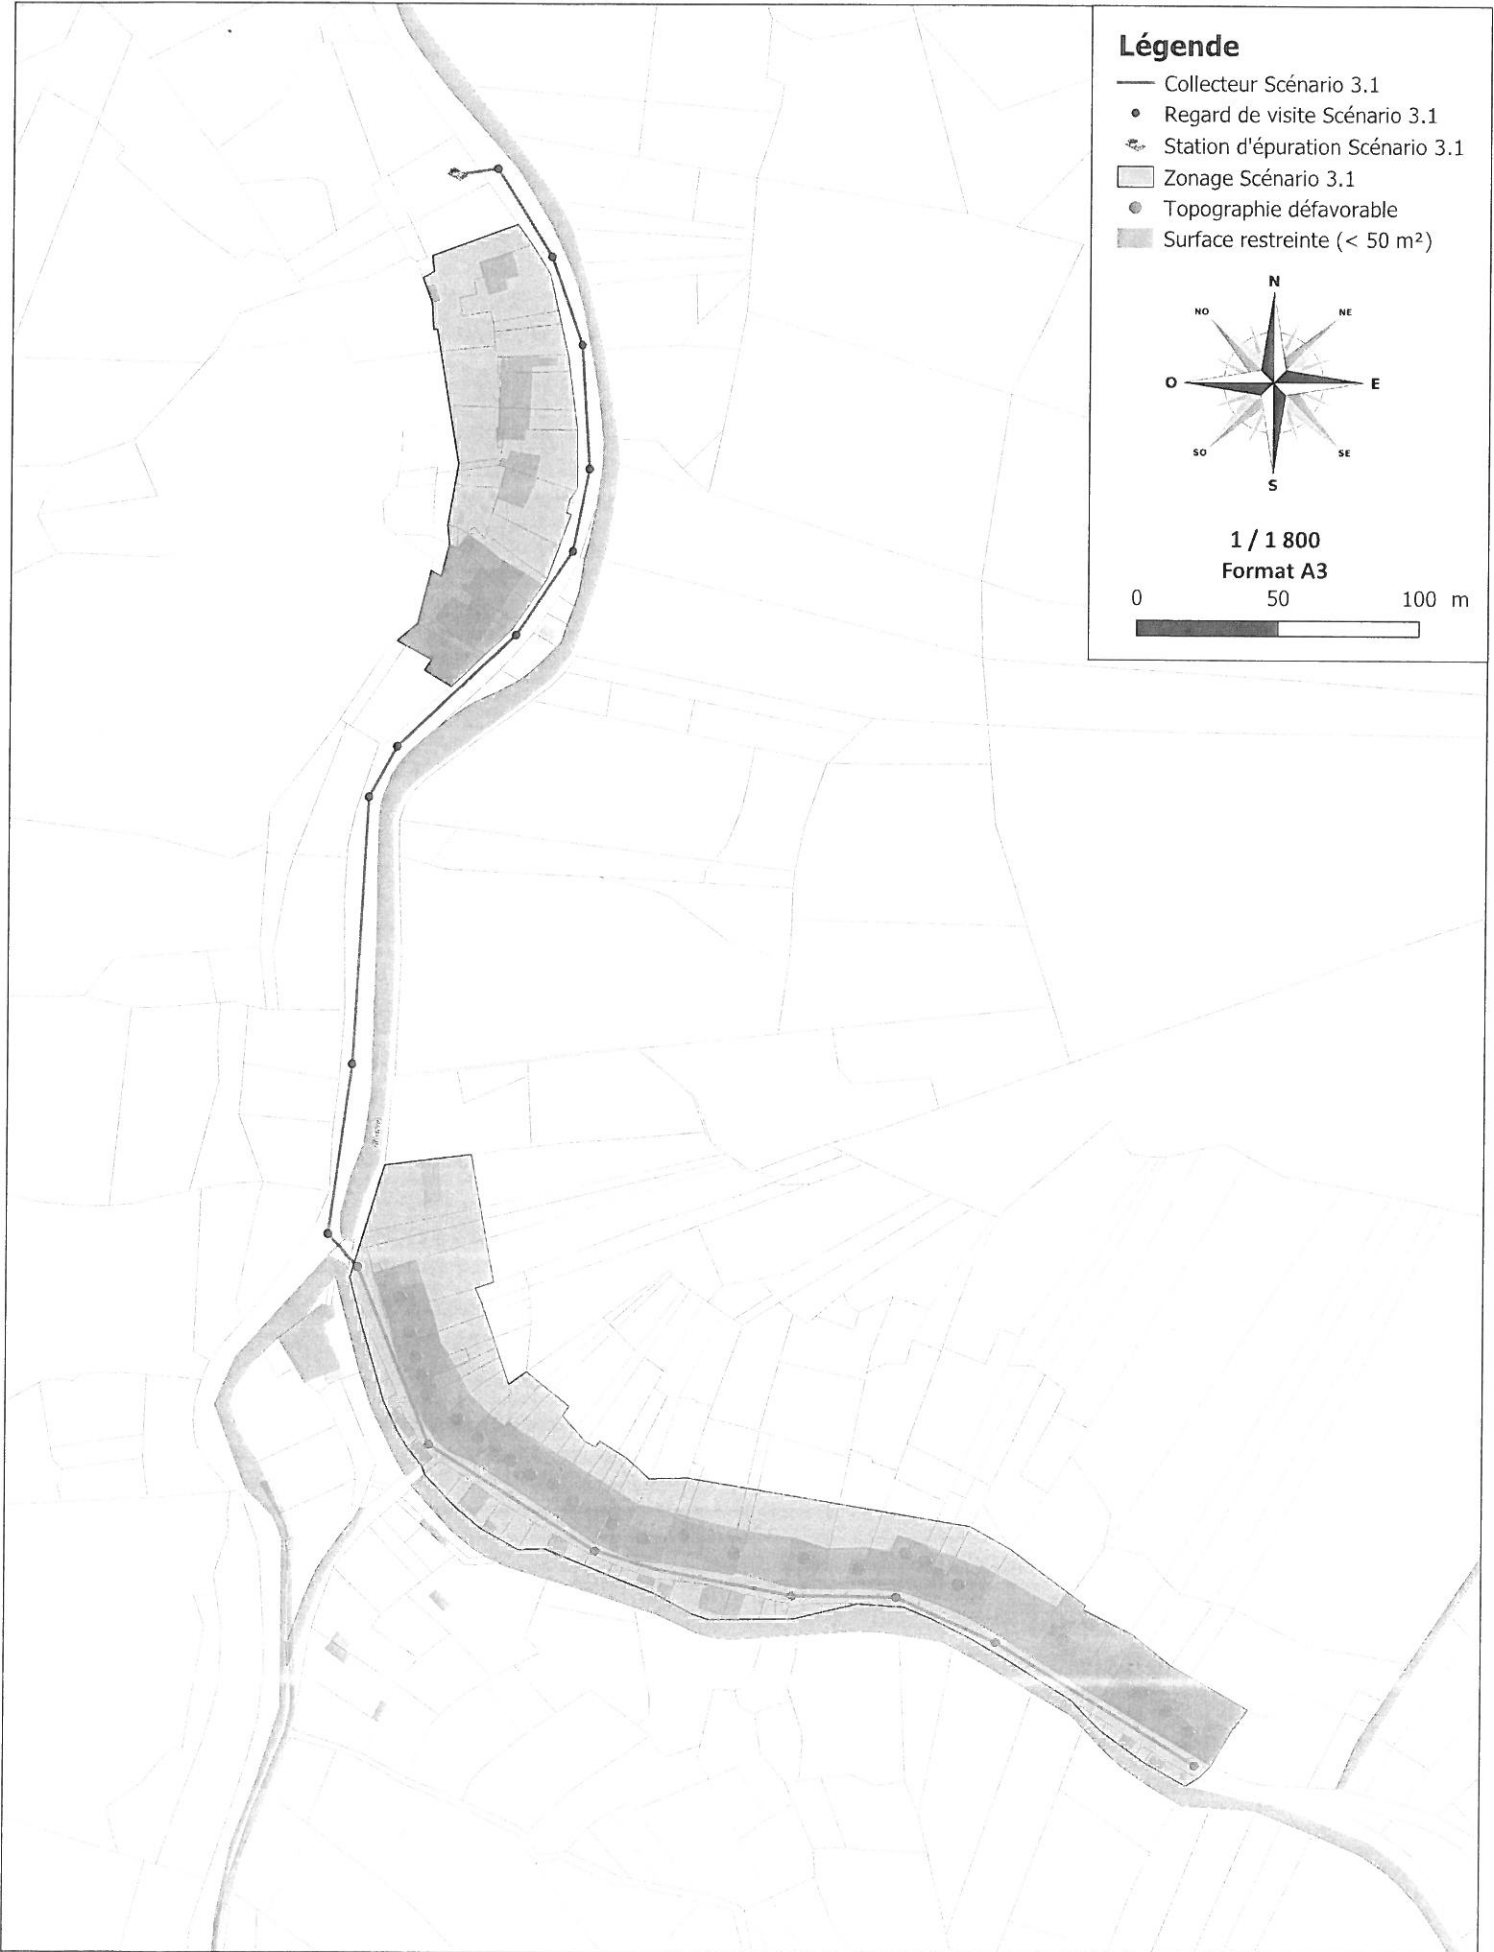 Légende
Collecteur Scénario 3.1
Regard de visite Scénario 3.1
Station d'épuration Scénario 3.1
Zonage Scénario 3.1
Topographie défavorable
Surface restreinte (< 50 m²)
N
NO NE
O E
SO SE
S
1 / 1 800
Format A3
0 50 100 m